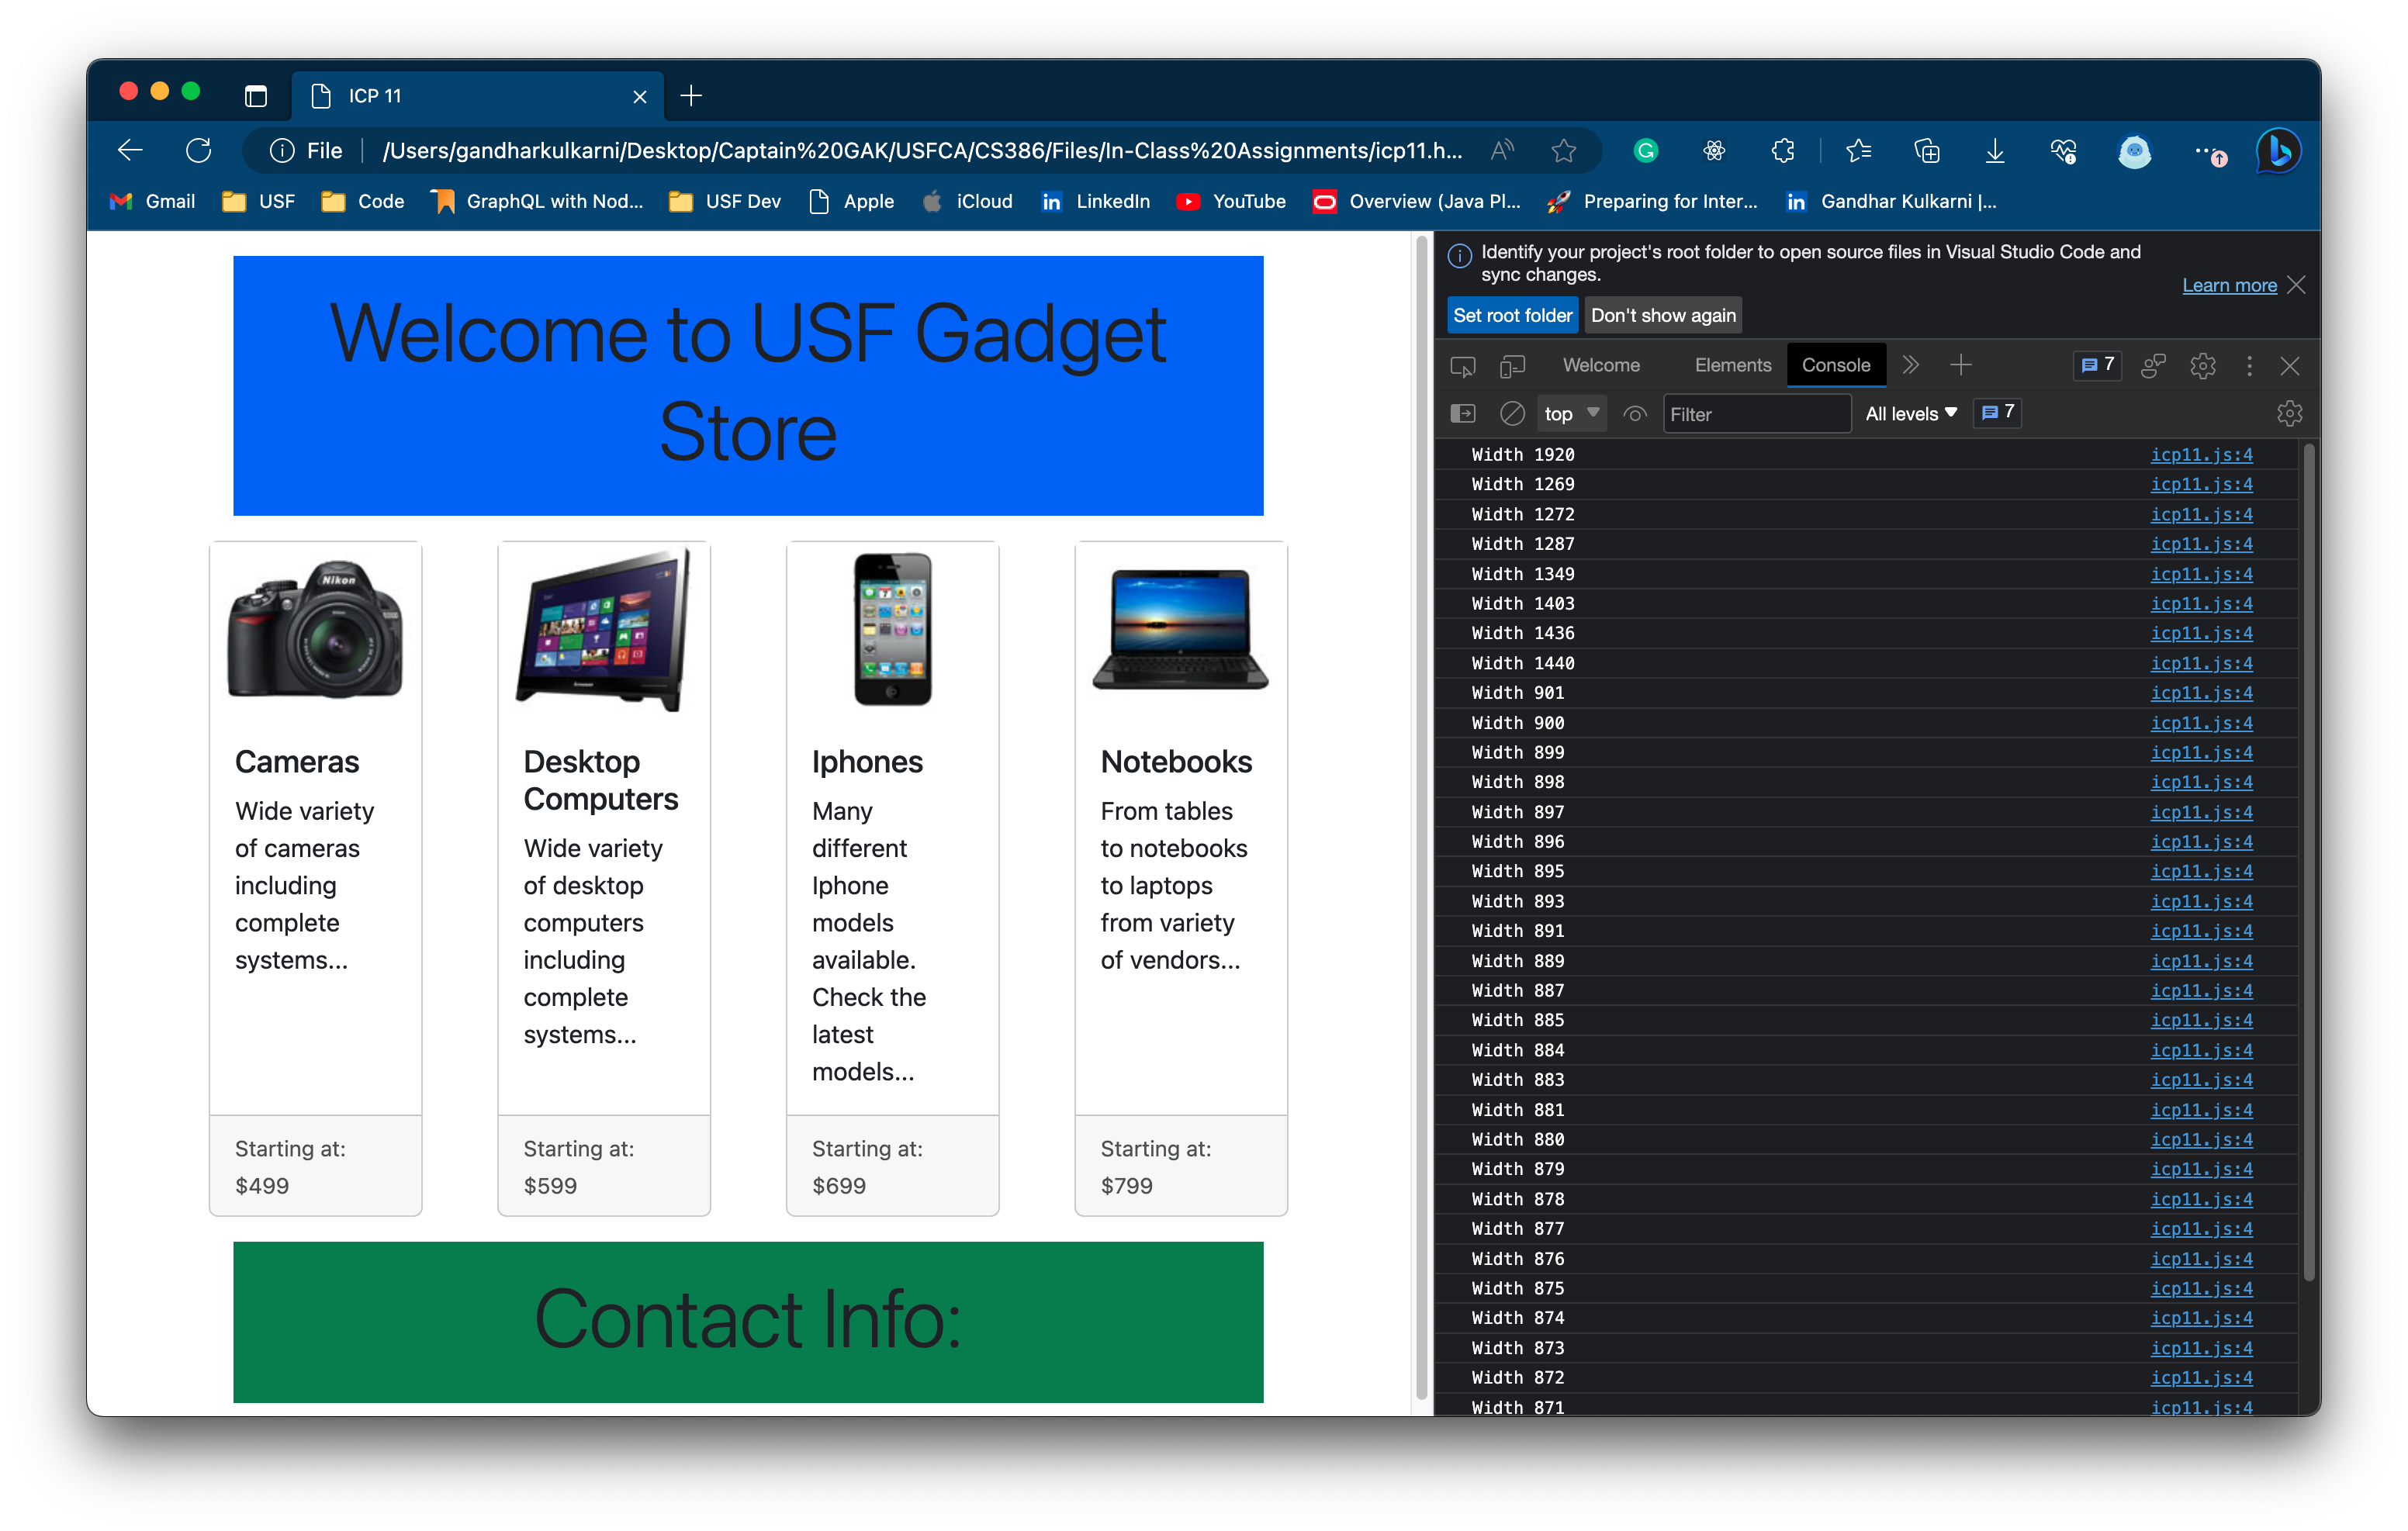 ICP 11
File
/Users/gandharkulkarni/Desktop/Captain%20GAK/USFCA/CS386/Files/In-Class%20Assignments/icp11.h...
Gmail USF Code GraphQL with Nod... USF Dev Apple iCloud LinkedIn YouTube Overview (Java Pl... Preparing for Inter... Gandhar Kulkarni |...
Welcome to USF Gadget
Store
Nikon
Cameras
Wide variety
of cameras
including
complete
systems...
Starting at:
$499
Desktop
Computers
Wide variety
of desktop
computers
including
complete
systems...
Starting at:
$599
Iphones
Many
different
Iphone
models
available.
Check the
latest
models...
Starting at:
$699
Notebooks
From tables
to notebooks
to laptops
from variety
of vendors...
Starting at:
$799
Contact Info:
Identify your project's root folder to open source files in Visual Studio Code and
sync changes.
Learn more
Set root folder Don't show again
Welcome Elements Console 7
top Filter All levels 7
Width 1920 icp11.js:4
Width 1269 icp11.js:4
Width 1272 icp11.js:4
Width 1287 icp11.js:4
Width 1349 icp11.js:4
Width 1403 icp11.js:4
Width 1436 icp11.js:4
Width 1440 icp11.js:4
Width 901 icp11.js:4
Width 900 icp11.js:4
Width 899 icp11.js:4
Width 898 icp11.js:4
Width 897 icp11.js:4
Width 896 icp11.js:4
Width 895 icp11.js:4
Width 893 icp11.js:4
Width 891 icp11.js:4
Width 889 icp11.js:4
Width 887 icp11.js:4
Width 885 icp11.js:4
Width 884 icp11.js:4
Width 883 icp11.js:4
Width 881 icp11.js:4
Width 880 icp11.js:4
Width 879 icp11.js:4
Width 878 icp11.js:4
Width 877 icp11.js:4
Width 876 icp11.js:4
Width 875 icp11.js:4
Width 874 icp11.js:4
Width 873 icp11.js:4
Width 872 icp11.js:4
Width 871 icp11.js:4